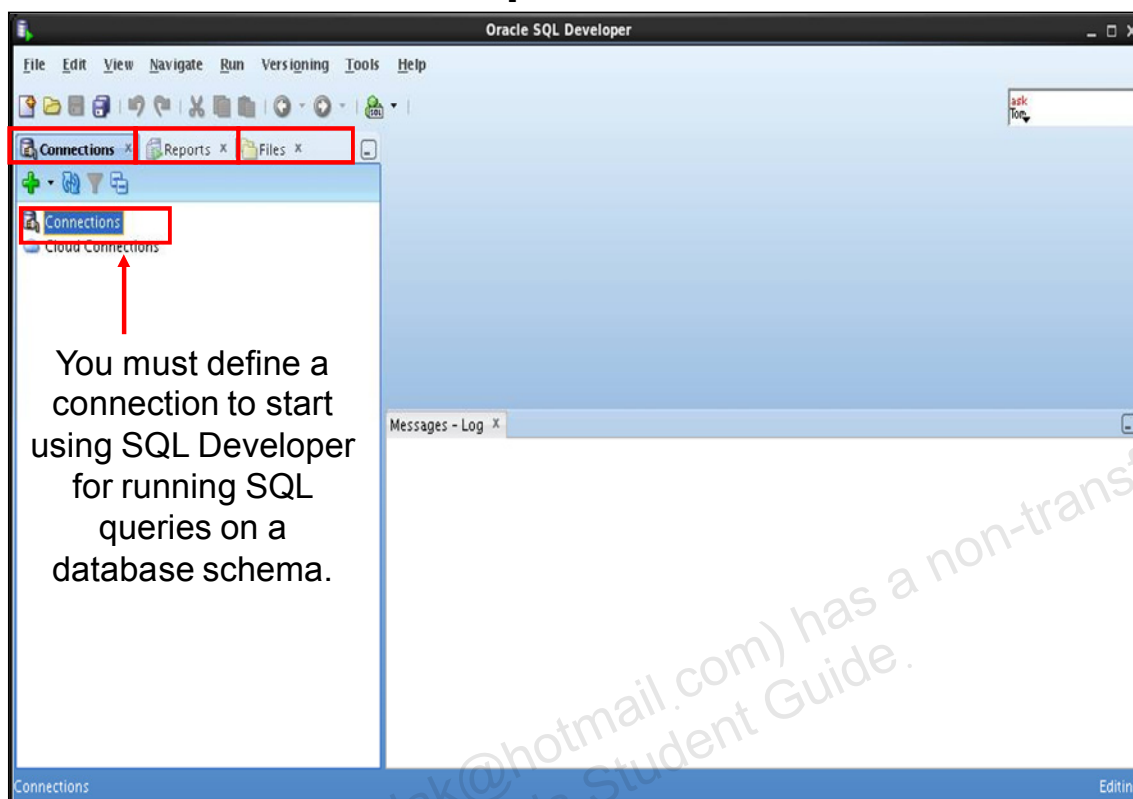 Oracle SQL Developer
File Edit View Navigate Run Versioning Tools Help
SQL
ask
Tom
Connections x Reports x Files x
Connections
Cloud Connections
You must define a
connection to start
using SQL Developer
for running SQL
queries on a
database schema.
Messages - Log x
@hotmail.com) has a non-trans
Student Guide.
Connections
Editin